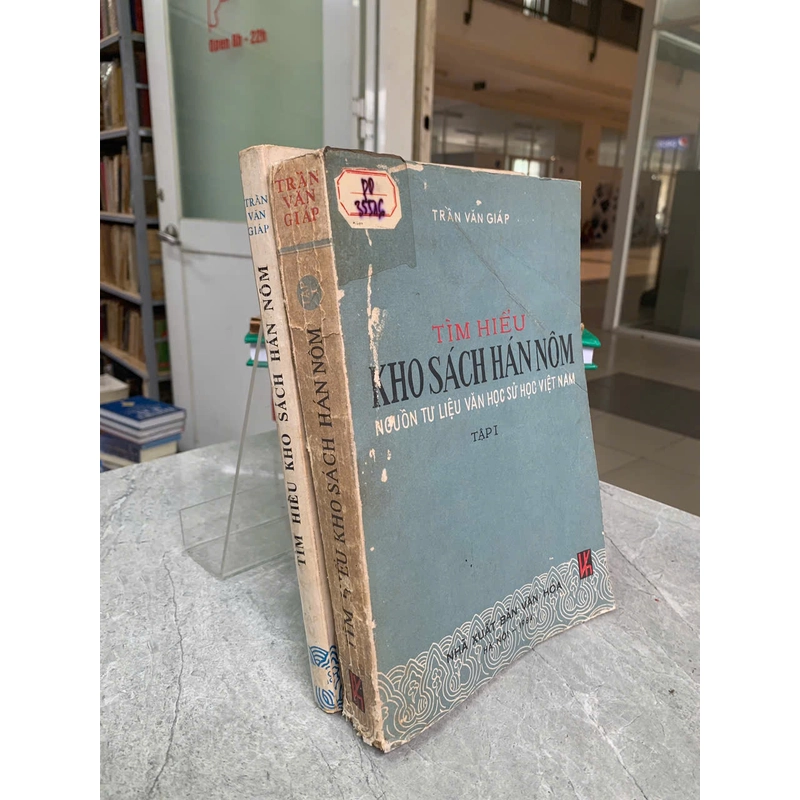 Open 8h - 22h
TRẦN
VĂN
GIÁP
TÌM HIỂU KHO SÁCH HÁN NÔM
TRẦN
VĂN
GIÁP
TÌM HIỂU KHO SÁCH HÁN NÔM
TRẦN VĂN GIÁP
TÌM HIỂU
KHO SÁCH HÁN NÔM
NGUỒN TƯ LIỆU VĂN HỌC SỬ HỌC VIỆT NAM
TẬP I
NHÀ XUẤT BẢN VĂN HÓA
HÀ NỘI